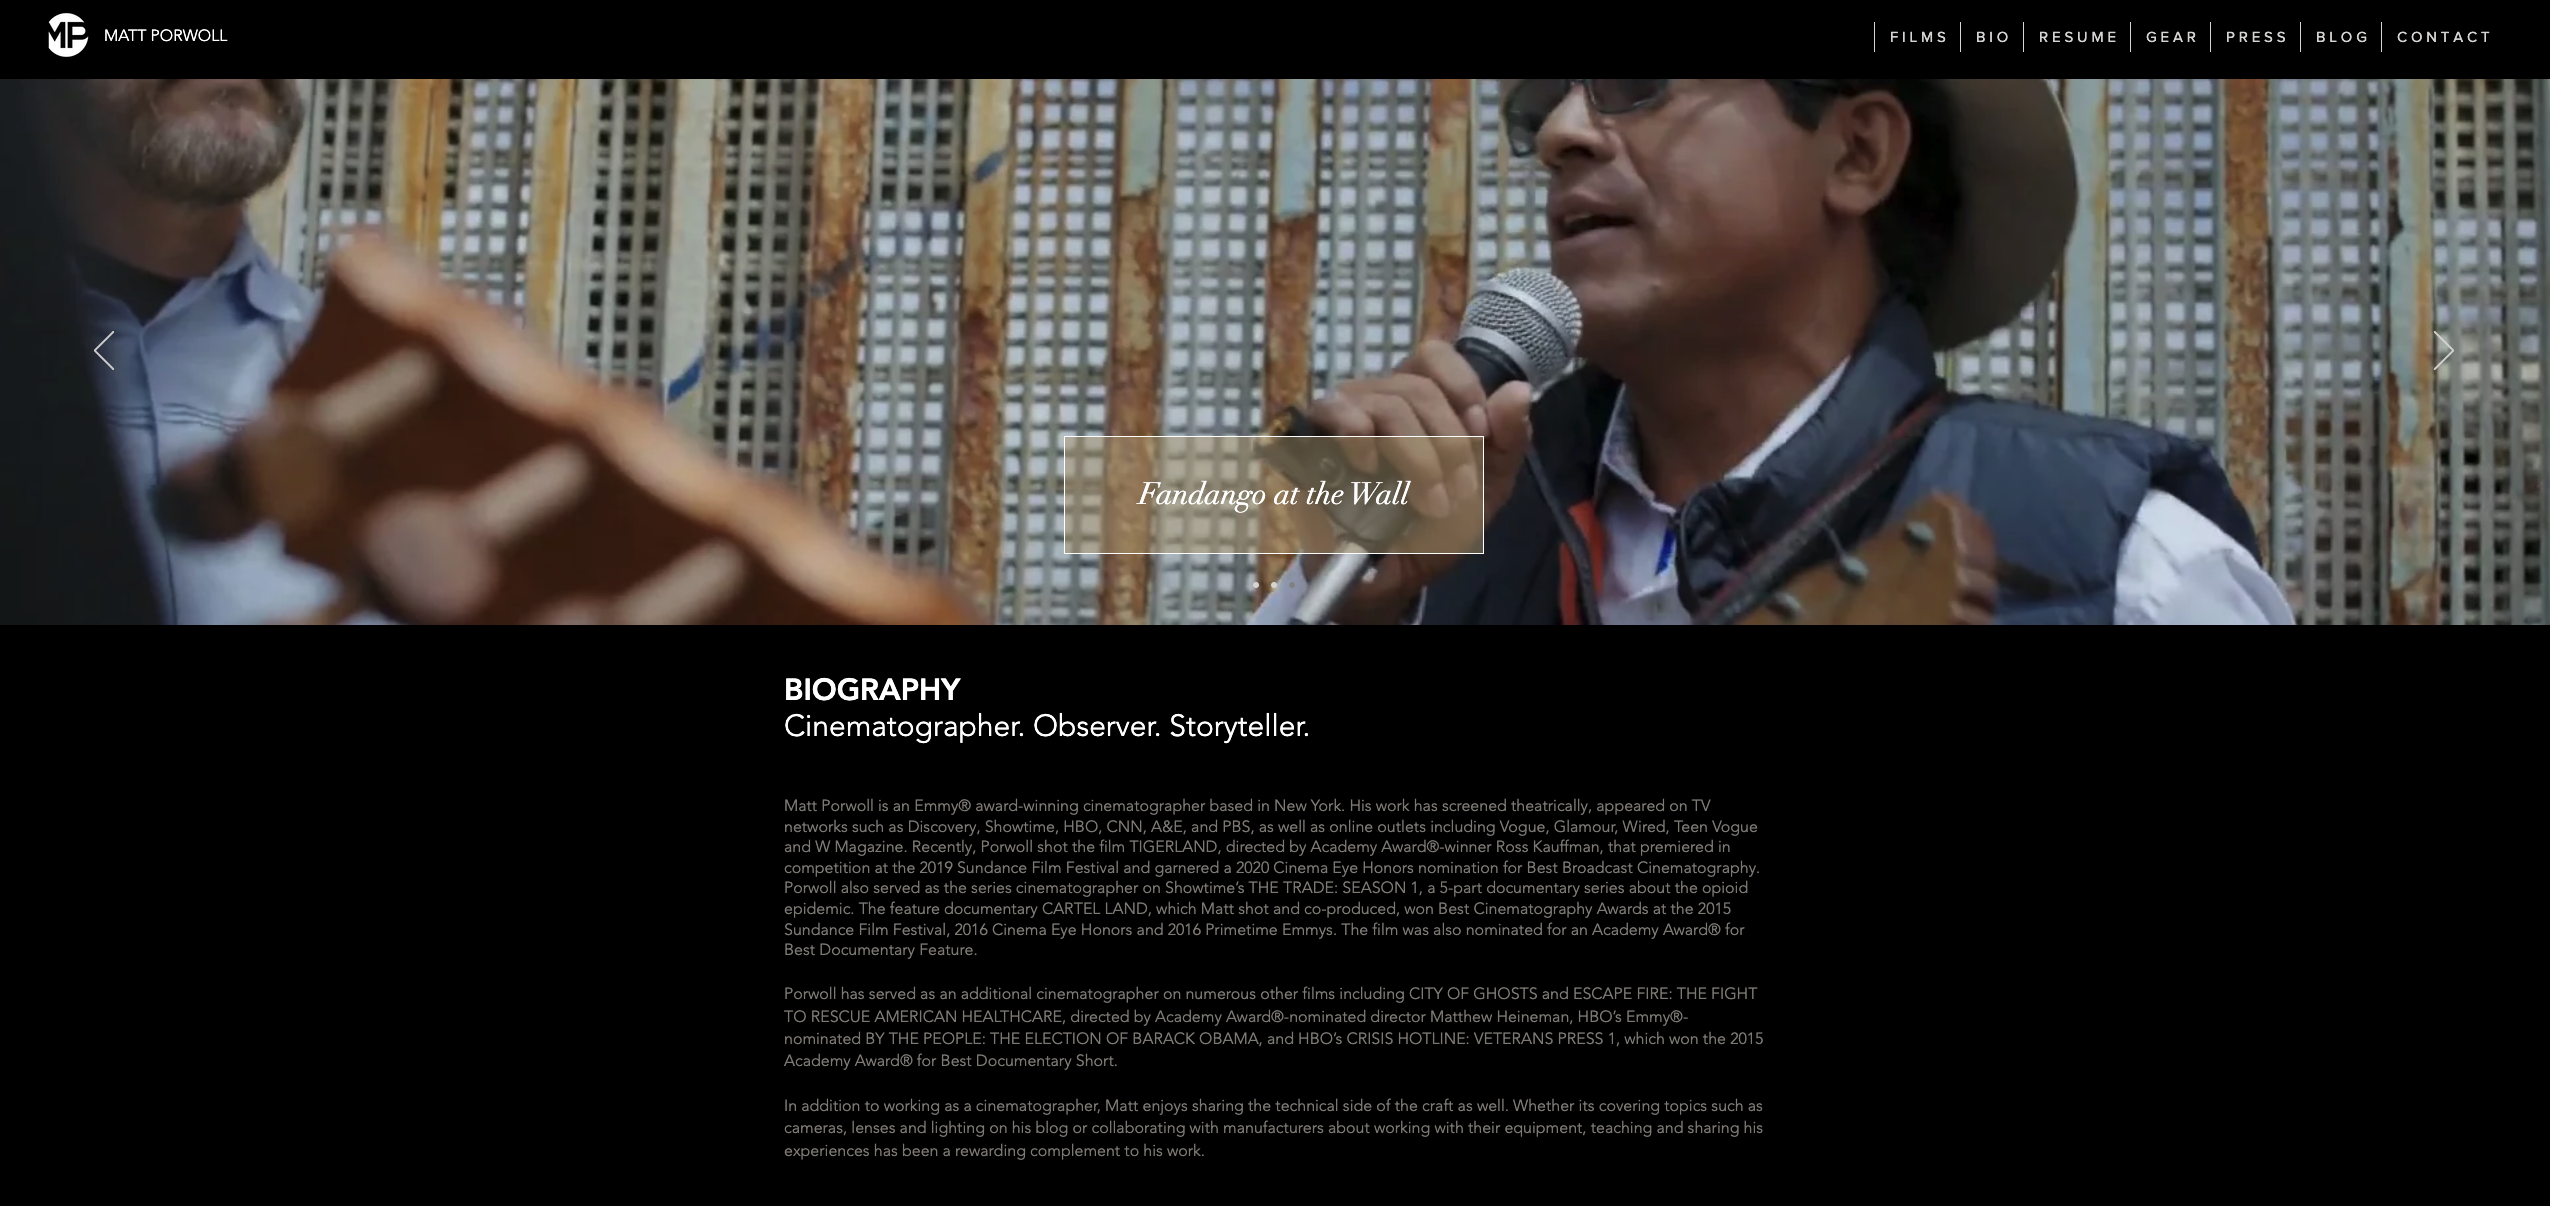 MP
MATT PORWOLL
FILMS
BIO
RESUME
GEAR
PRESS
BLOG
CONTACT
Fandango at the Wall
BIOGRAPHY
Cinematographer. Observer. Storyteller.
Matt Porwoll is an Emmy® award-winning cinematographer based in New York. His work has screened theatrically, appeared on TV
networks such as Discovery, Showtime, HBO, CNN, A&E, and PBS, as well as online outlets including Vogue, Glamour, Wired, Teen Vogue
and W Magazine. Recently, Porwoll shot the film TIGERLAND, directed by Academy Award®-winner Ross Kauffman, that premiered in
competition at the 2019 Sundance Film Festival and garnered a 2020 Cinema Eye Honors nomination for Best Broadcast Cinematography.
Porwoll also served as the series cinematographer on Showtime’s THE TRADE: SEASON 1, a 5-part documentary series about the opioid
epidemic. The feature documentary CARTEL LAND, which Matt shot and co-produced, won Best Cinematography Awards at the 2015
Sundance Film Festival, 2016 Cinema Eye Honors and 2016 Primetime Emmys. The film was also nominated for an Academy Award® for
Best Documentary Feature.
Porwoll has served as an additional cinematographer on numerous other films including CITY OF GHOSTS and ESCAPE FIRE: THE FIGHT
TO RESCUE AMERICAN HEALTHCARE, directed by Academy Award®-nominated director Matthew Heineman, HBO’s Emmy®-
nominated BY THE PEOPLE: THE ELECTION OF BARACK OBAMA, and HBO’s CRISIS HOTLINE: VETERANS PRESS 1, which won the 2015
Academy Award® for Best Documentary Short.
In addition to working as a cinematographer, Matt enjoys sharing the technical side of the craft as well. Whether its covering topics such as
cameras, lenses and lighting on his blog or collaborating with manufacturers about working with their equipment, teaching and sharing his
experiences has been a rewarding complement to his work.